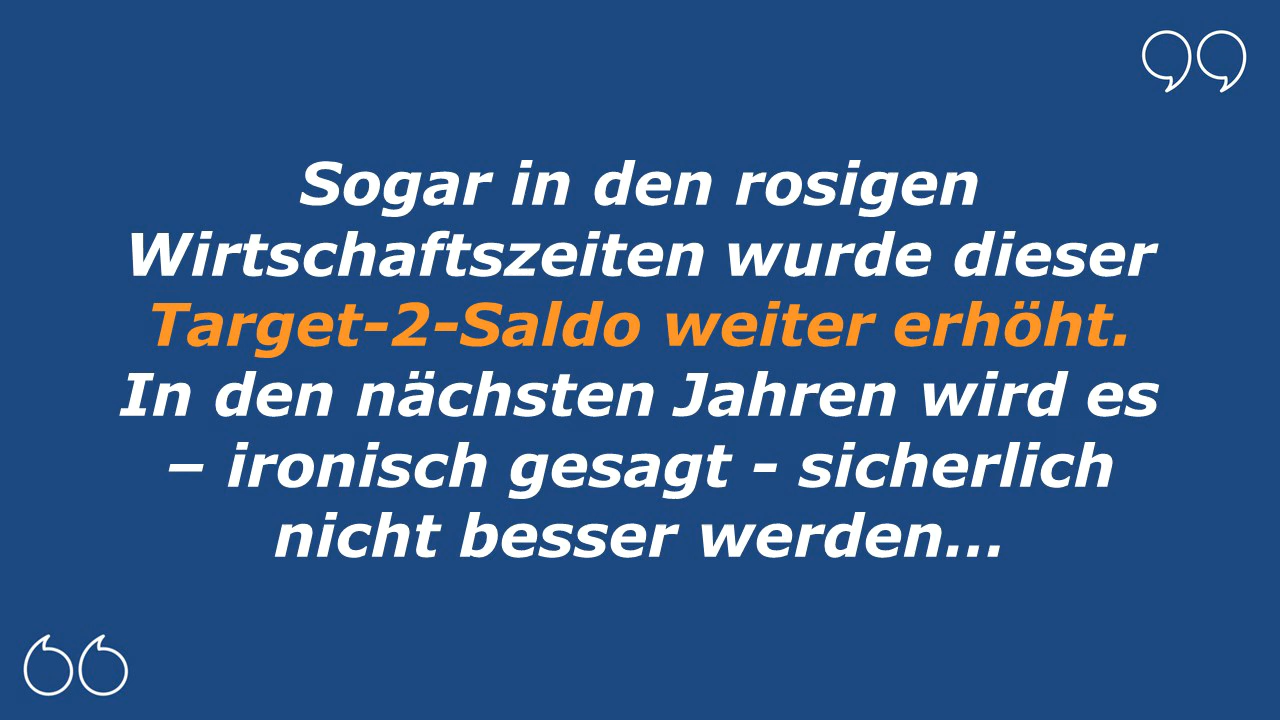 Sogar in den rosigen
Wirtschaftszeiten wurde dieser
Target-2-Saldo weiter erhöht.
In den nächsten Jahren wird es
– ironisch gesagt - sicherlich
nicht besser werden...